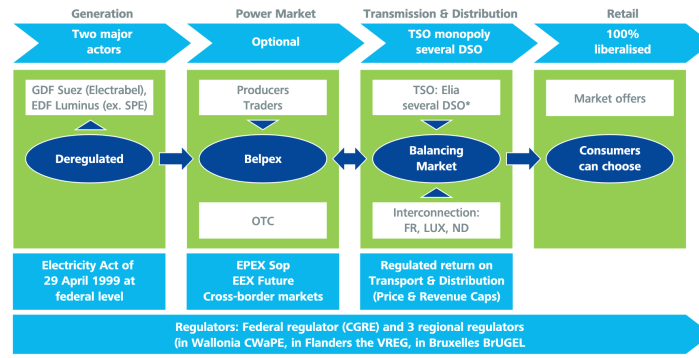 Generation
Power Market
Transmission & Distribution
Retail
Two major
actors
Optional
TSO monopoly
several DSO
100%
liberalised
GDF Suez (Electrabel),
EDF Luminus (ex. SPE)
Producers
Traders
TSO: Elia
several DSO*
Market offers
Deregulated
Belpex
Balancing
Market
Consumers
can choose
OTC
Interconnection:
FR, LUX, ND
Electricity Act of
29 April 1999 at
federal level
EPEX Sop
EEX Future
Cross-border markets
Regulated return on
Transport & Distribution
(Price & Revenue Caps)
Regulators: Federal regulator (CGRE) and 3 regional regulators
(in Wallonia CWaPE, in Flanders the VREG, in Bruxelles BrUGEL